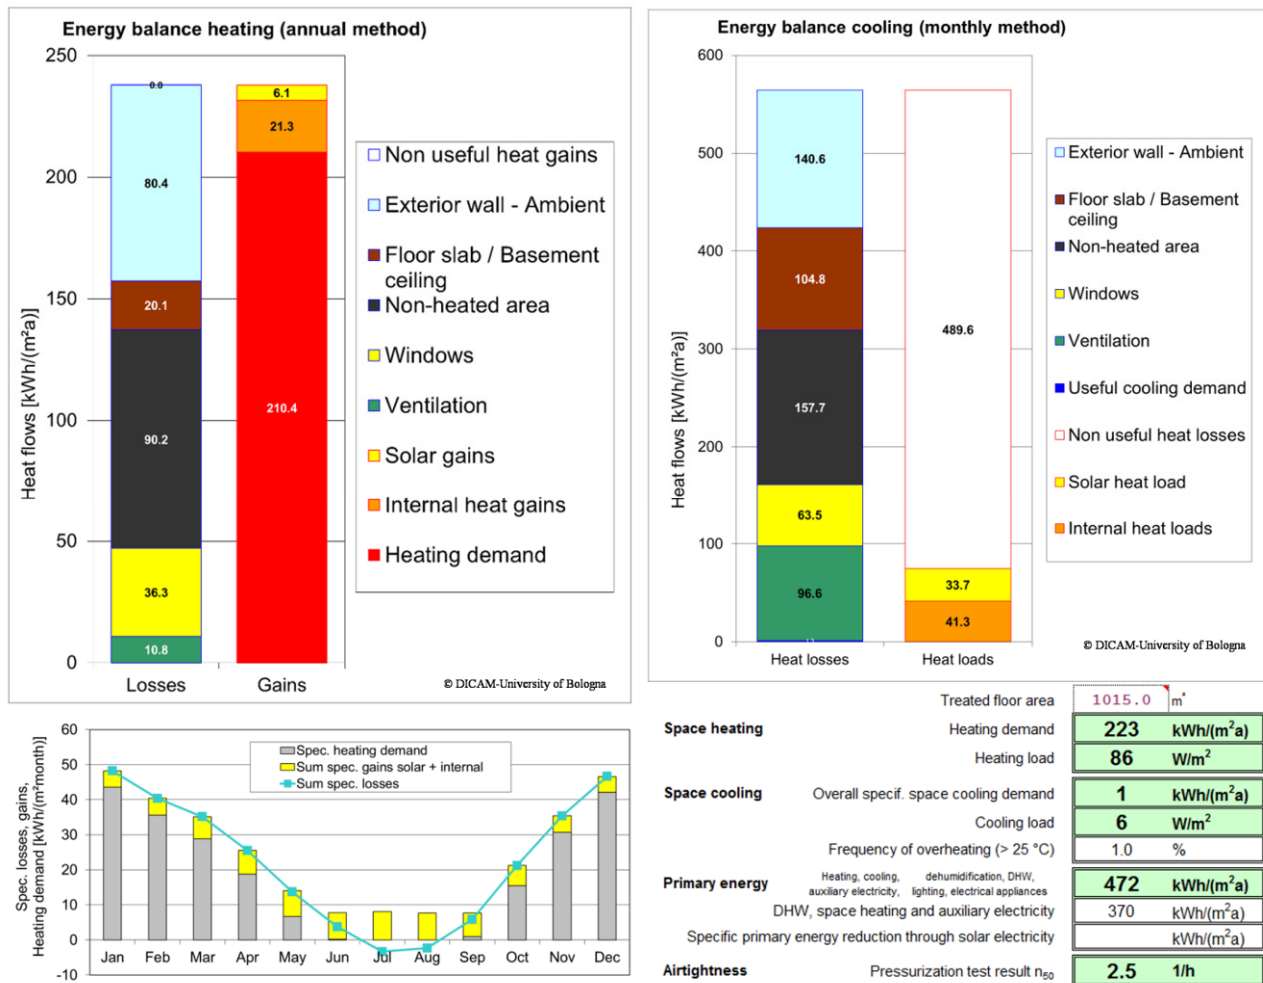 Energy balance heating (annual method)
250
200
150
100
50
0
Heat flows [kWh/(m²a)]
0.0
80.4
20.1
90.2
36.3
10.8
6.1
21.3
210.4
Losses
Gains
Non useful heat gains
Exterior wall - Ambient
Floor slab / Basement
ceiling
Non-heated area
Windows
Ventilation
Solar gains
Internal heat gains
Heating demand
© DICAM-University of Bologna
Energy balance cooling (monthly method)
600
500
400
300
200
100
0
Heat flows [kWh/(m²a)]
140.6
104.8
157.7
63.5
96.6
489.6
33.7
41.3
Heat losses
Heat loads
Exterior wall - Ambient
Floor slab / Basement
ceiling
Non-heated area
Windows
Ventilation
Useful cooling demand
Non useful heat losses
Solar heat load
Internal heat loads
© DICAM-University of Bologna
Spec. losses, gains,
Heating demand [kWh/(m²month)]
60
50
40
30
20
10
0
-10
Spec. heating demand
Sum spec. gains solar + internal
Sum spec. losses
Jan Feb Mar Apr May Jun Jul Aug Sep Oct Nov Dec
Treated floor area 1015.0 m²
Space heating Heating demand 223 kWh/(m²a)
Heating load 86 W/m²
Space cooling Overall specif. space cooling demand 1 kWh/(m²a)
Cooling load 6 W/m²
Frequency of overheating (> 25 °C) 1.0 %
Primary energy Heating, cooling, dehumidification, DHW, 472 kWh/(m²a)
auxiliary electricity, lighting, electrical appliances
DHW, space heating and auxiliary electricity 370 kWh/(m²a)
Specific primary energy reduction through solar electricity kWh/(m²a)
Airtightness Pressurization test result n₅₀ 2.5 1/h